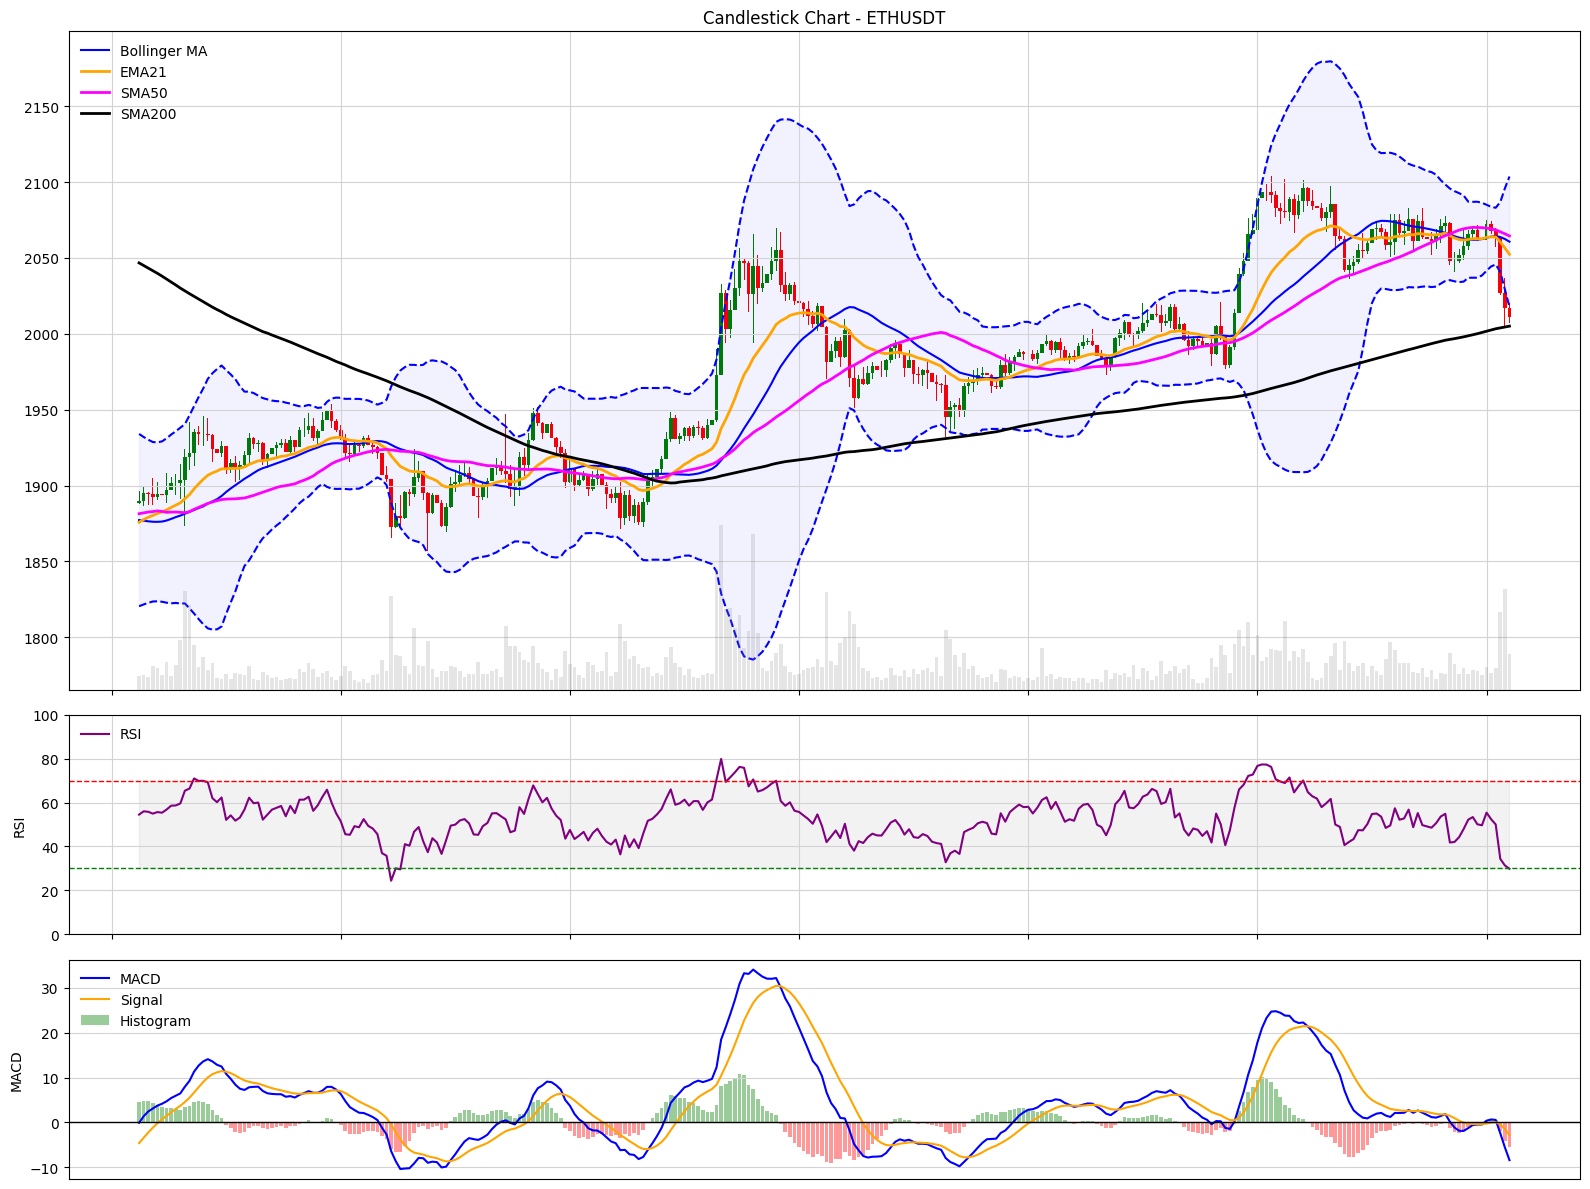 Candlestick Chart - ETHUSDT
Bollinger MA
EMA21
SMA50
SMA200
2150
2100
2050
2000
1950
1900
1850
1800
RSI
100
80
60
40
20
0
RSI
MACD
Signal
Histogram
30
20
10
0
−10
MACD